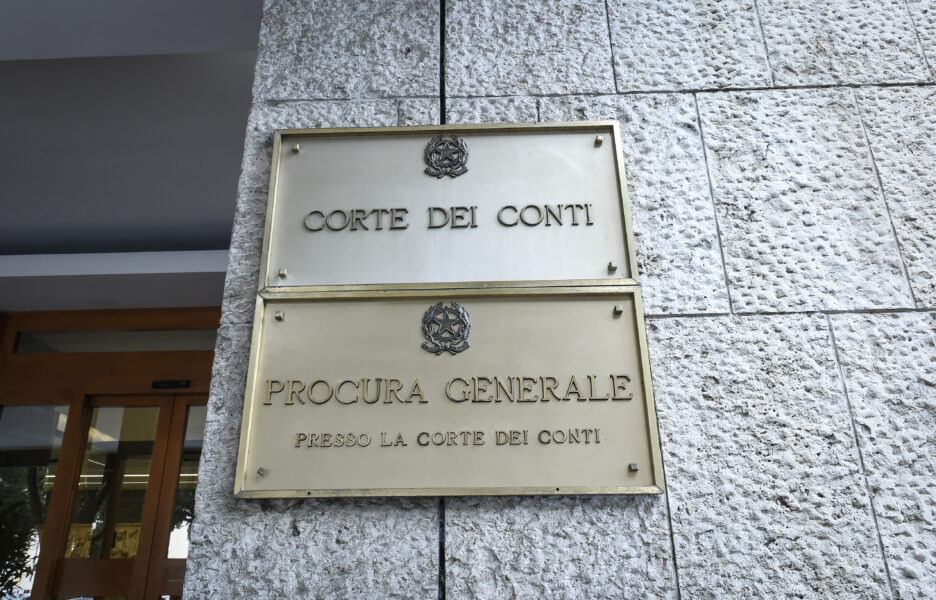 CORTE DEI CONTI
PROCURA GENERALE
PRESSO LA CORTE DEI CONTI